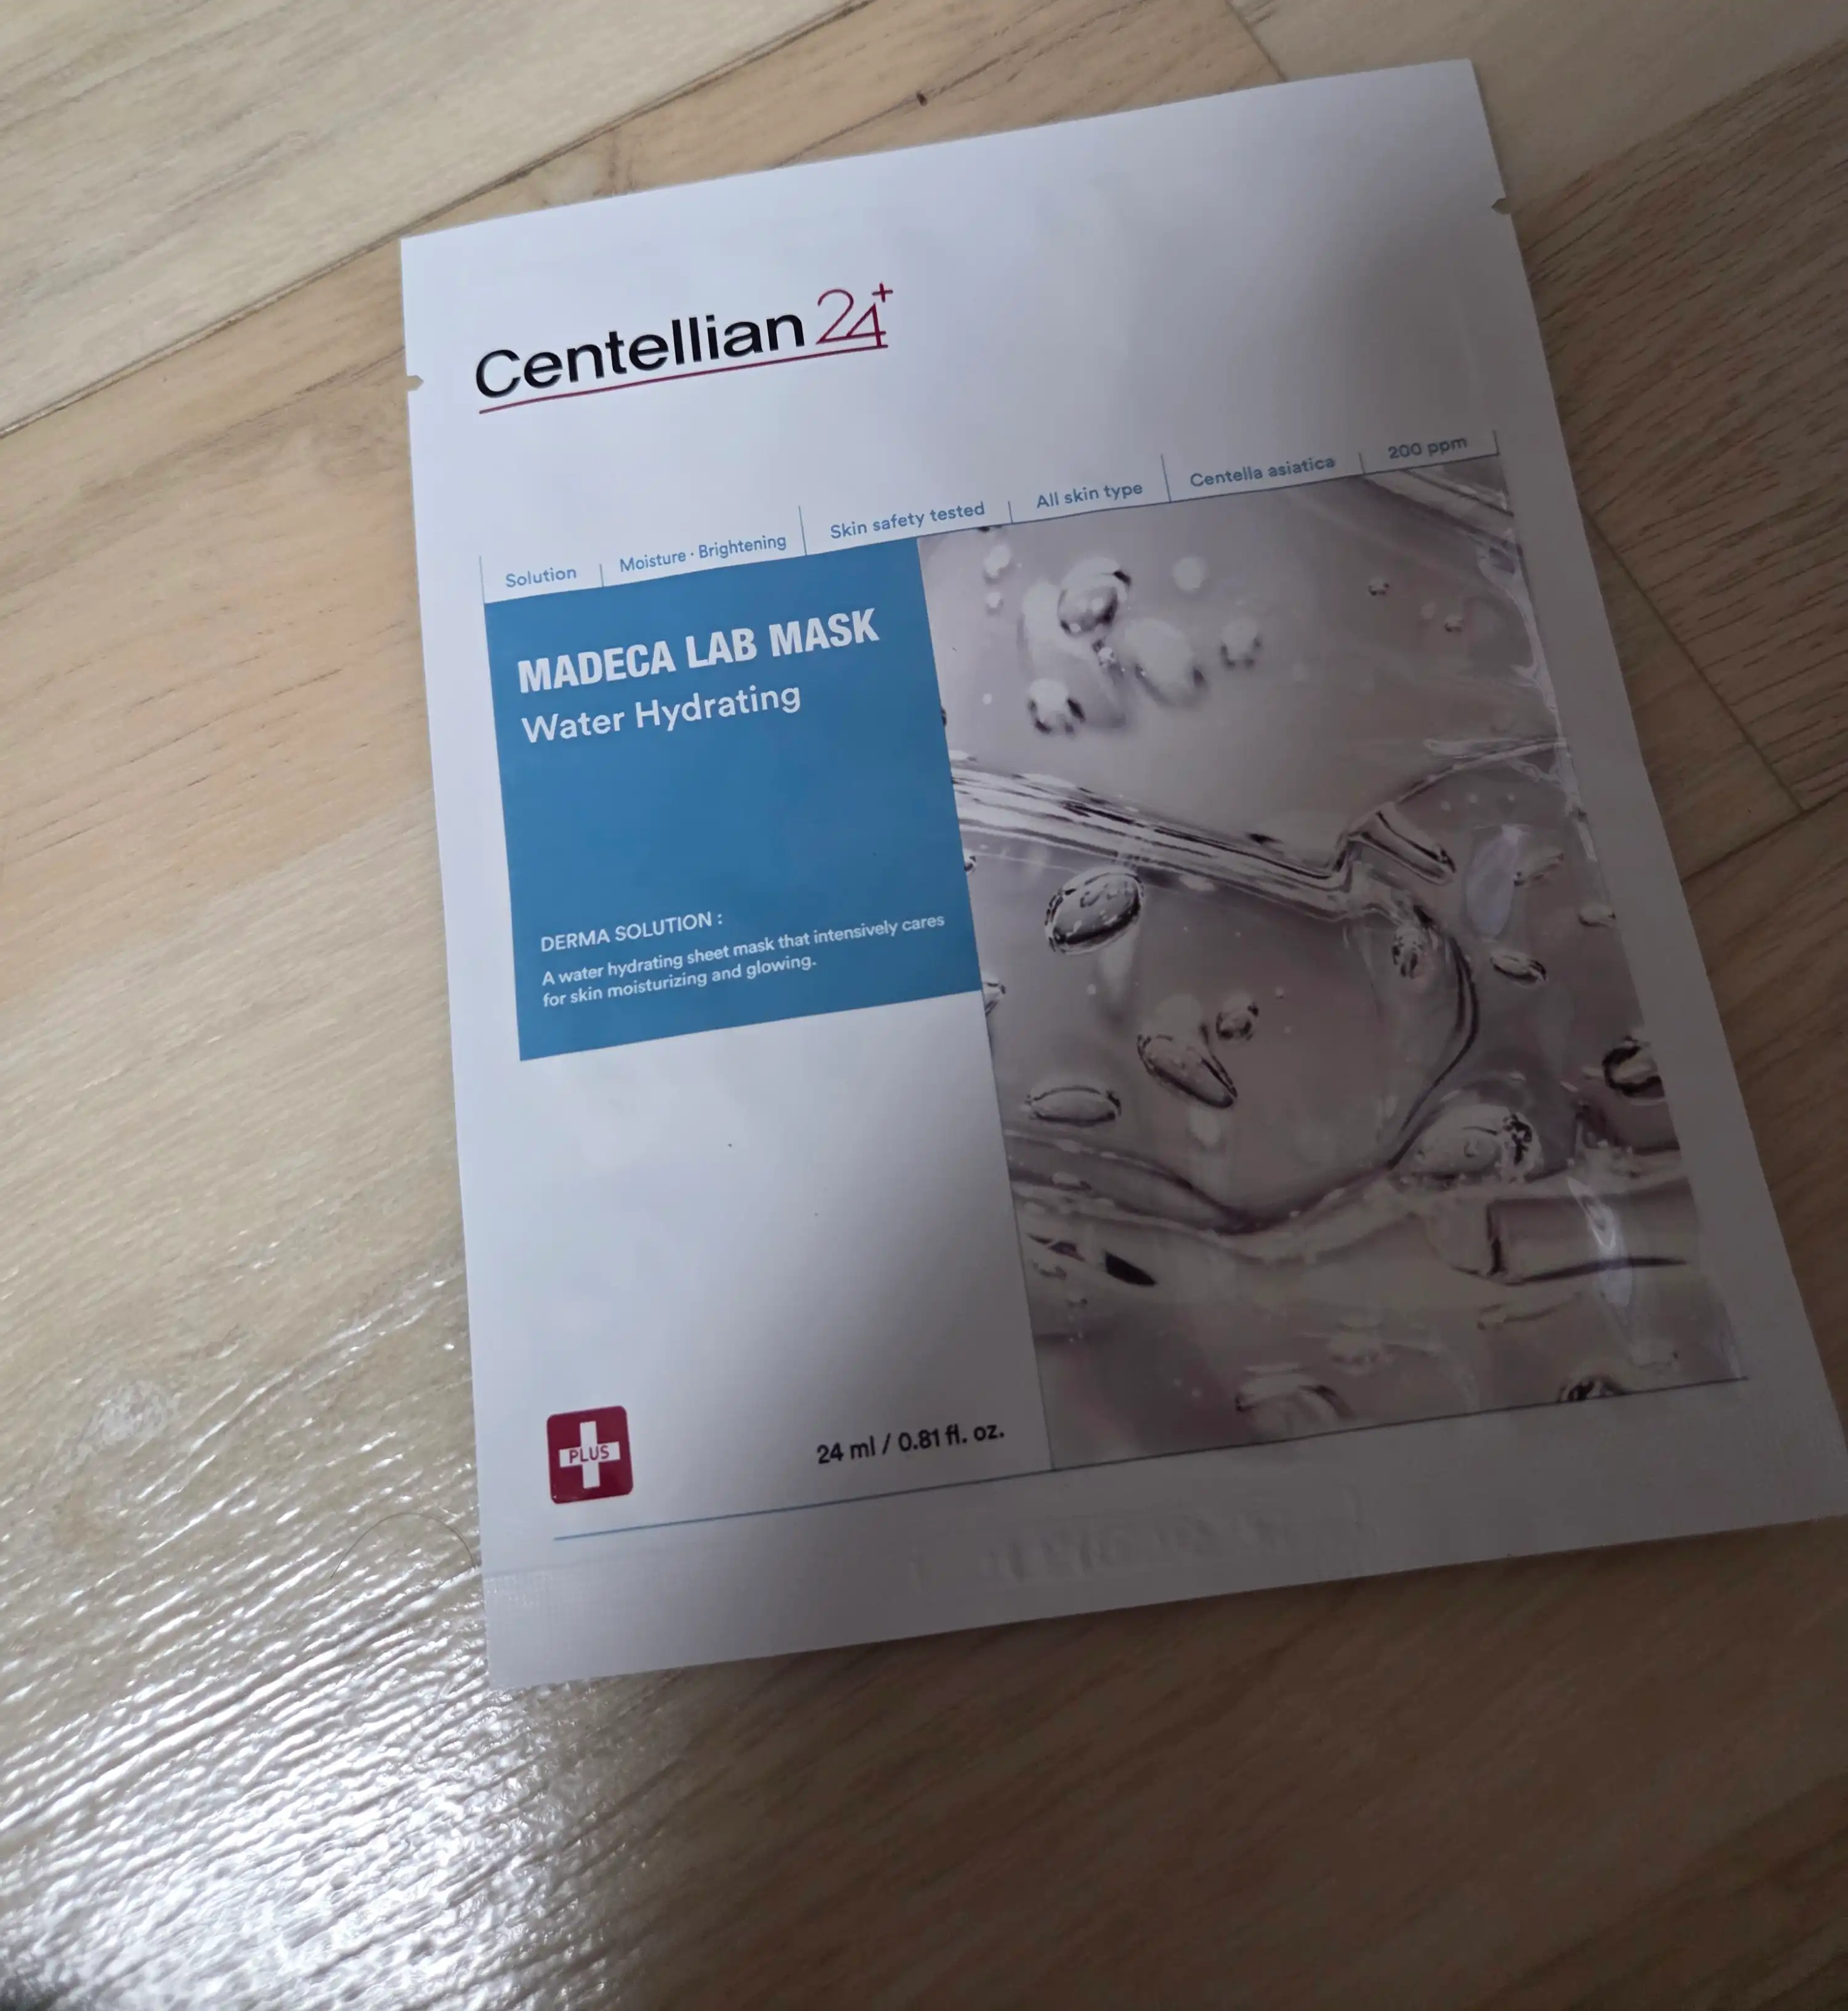 Centellian 24+
Solution | Moisture · Brightening | Skin safety tested | All skin type | Centella asiatica | 200 ppm
MADECA LAB MASK
Water Hydrating
DERMA SOLUTION :
A water hydrating sheet mask that intensively cares
for skin moisturizing and glowing.
PLUS
24 ml / 0.81 fl. oz.